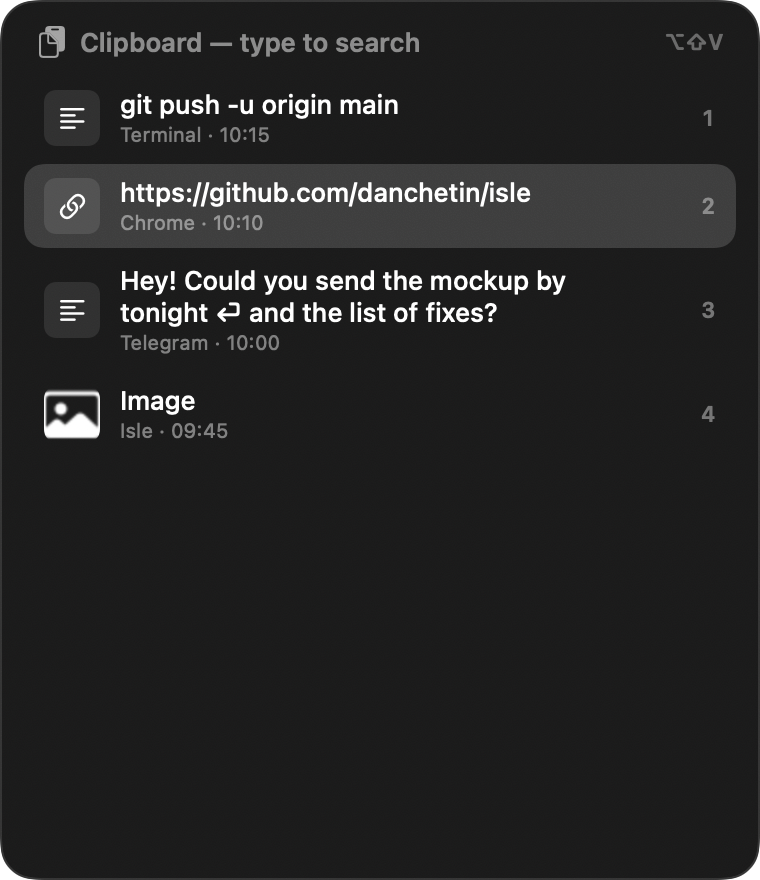 Clipboard — type to search ⌥⇧V
git push -u origin main
Terminal · 10:15
1
https://github.com/danchetin/isle
Chrome · 10:10
2
Hey! Could you send the mockup by
tonight ⏎ and the list of fixes?
Telegram · 10:00
3
Image
Isle · 09:45
4